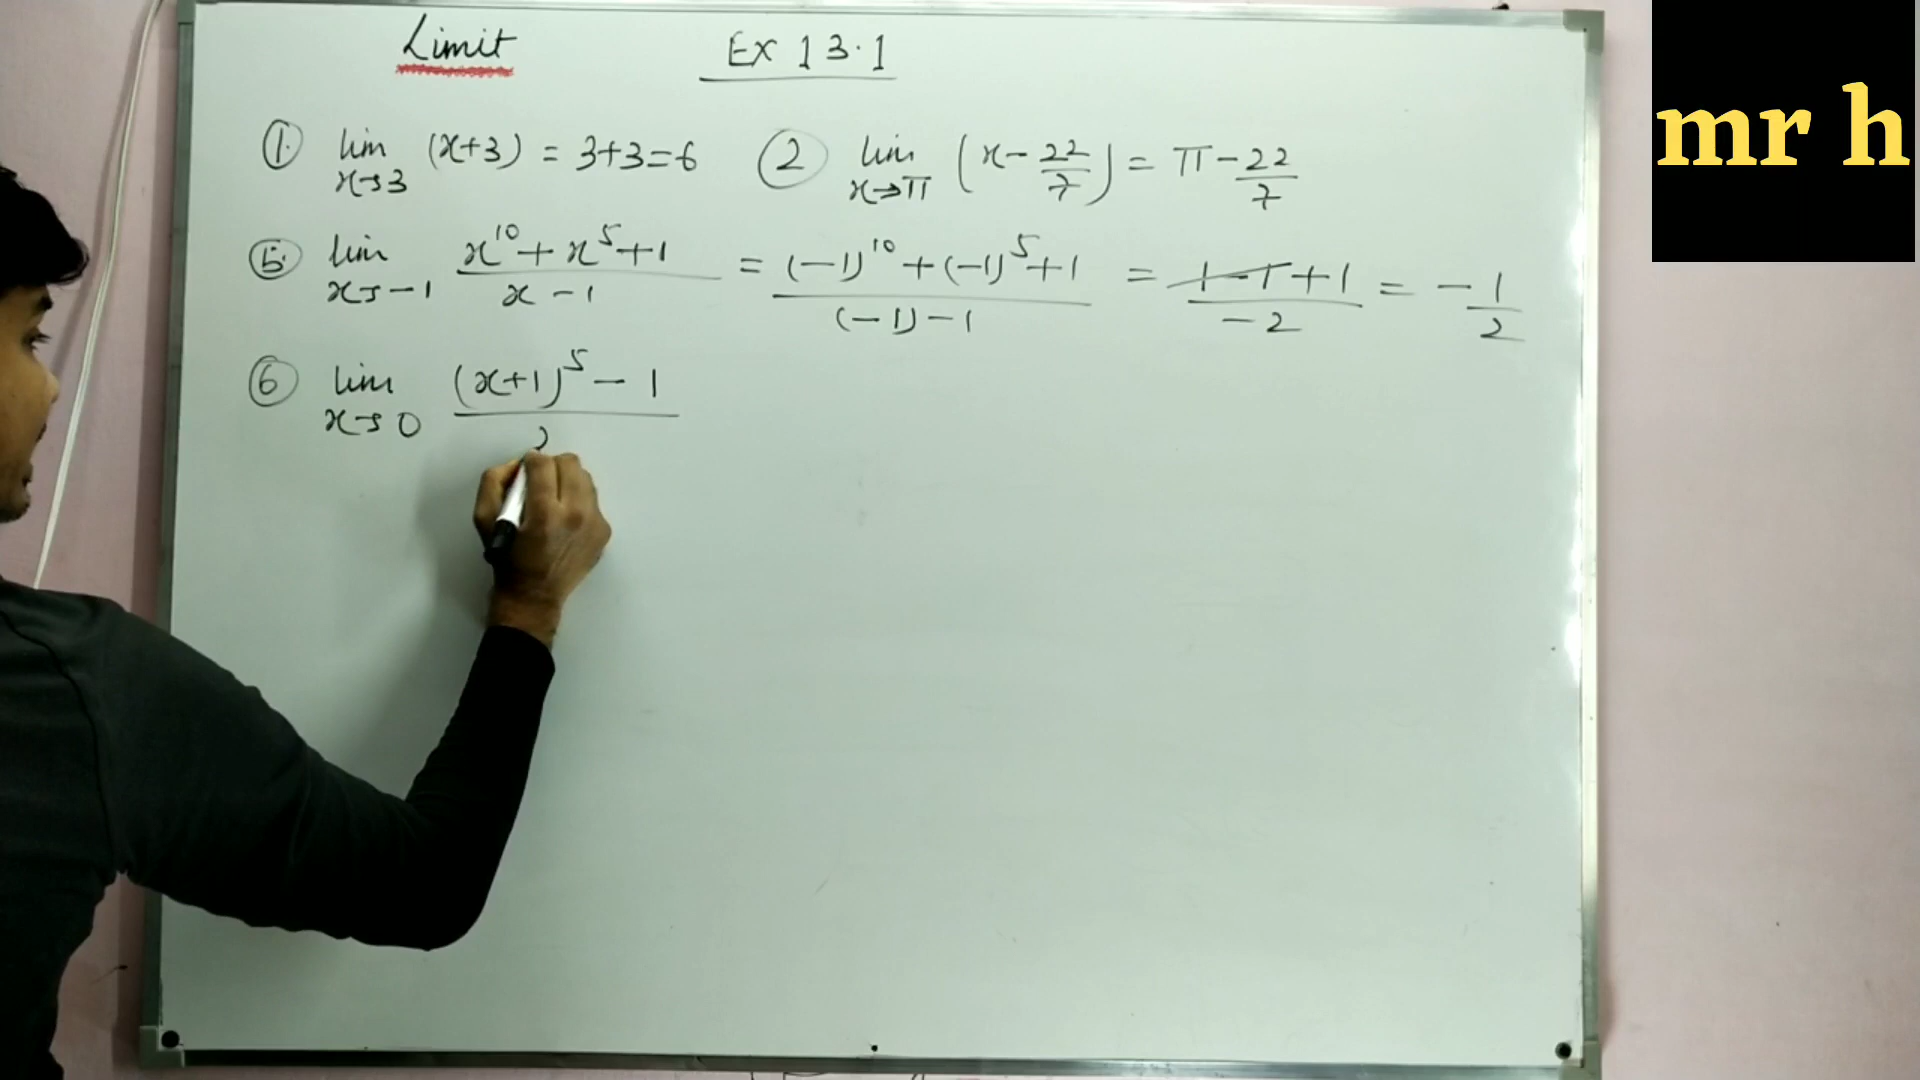 Limit Ex 13.1
mr h
① lim x→3 (x+3) = 3+3=6 ② lim x→π (x - 22/7) = π - 22/7
⑤ lim x→-1 (x^10 + x^5 + 1)/(x - 1) = ((-1)^10 + (-1)^5 + 1)/((-1) - 1) = (1 - 1 + 1)/(-2) = -1/2
⑥ lim x→0 (x+1)^5 - 1